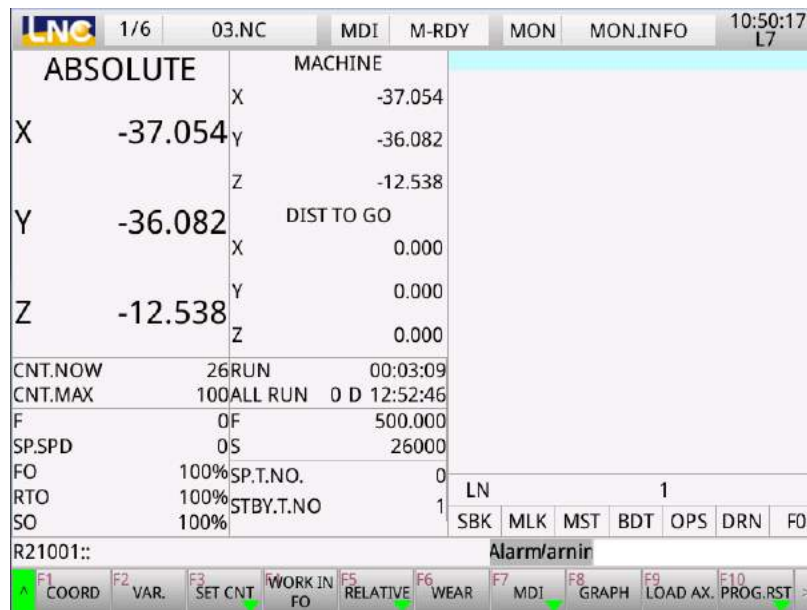 LNC 1/6 03.NC MDI M-RDY MON MON.INFO 10:50:17
L7
ABSOLUTE
X -37.054
Y -36.082
Z -12.538
MACHINE
X -37.054
Y -36.082
Z -12.538
DIST TO GO
X 0.000
Y 0.000
Z 0.000
CNT.NOW 26
CNT.MAX 100
RUN 00:03:09
ALL RUN 0 D 12:52:46
F 0
SP.SPD 0
F 500.000
S 26000
FO 100%
RTO 100%
SO 100%
SP.T.NO. 0
STBY.T.NO 1
LN 1
SBK MLK MST BDT OPS DRN F0
R21001:: Alarm/arnin
^ F1 COORD F2 VAR. F3 SET CNT F4 WORK IN FO F5 RELATIVE F6 WEAR F7 MDI F8 GRAPH F9 LOAD AX. F10 PROG.RST >